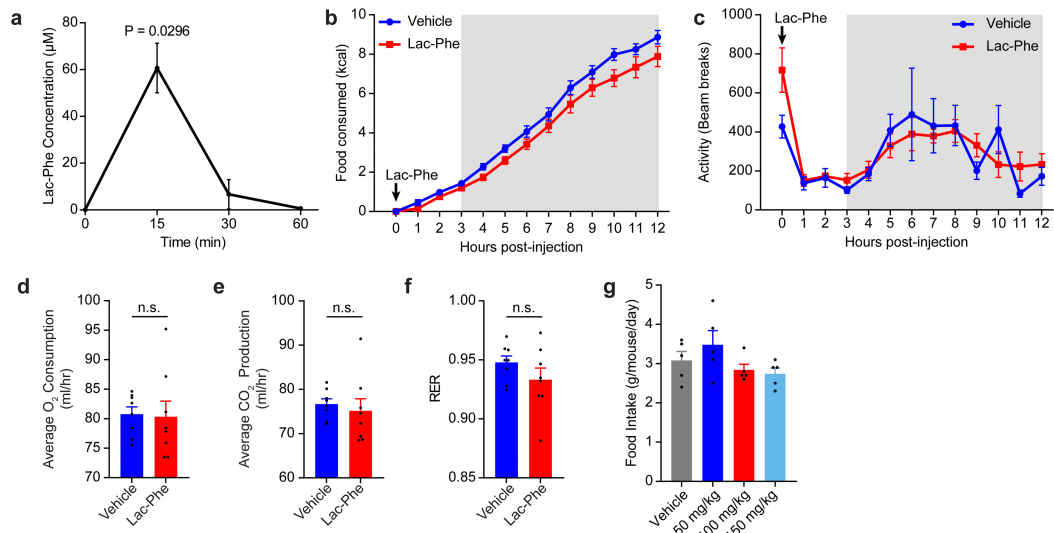 a
Lac-Phe Concentration (µM)
80
60
40
20
0
P = 0.0296
0 15 30 60
Time (min)
b
Food consumed (kcal)
10
8
6
4
2
0
Vehicle
Lac-Phe
Lac-Phe
0 1 2 3 4 5 6 7 8 9 10 11 12
Hours post-injection
c
Activity (Beam breaks)
1000
800
600
400
200
0
Lac-Phe
Vehicle
Lac-Phe
0 1 2 3 4 5 6 7 8 9 10 11 12
Hours post-injection
d
Average O2 Consumption
(ml/hr)
100
95
90
85
80
75
70
n.s.
Vehicle
Lac-Phe
e
Average CO2 Production
(ml/hr)
100
90
80
70
60
n.s.
Vehicle
Lac-Phe
f
RER
1.00
0.95
0.90
0.85
n.s.
Vehicle
Lac-Phe
g
Food Intake (g/mouse/day)
5
4
3
2
1
0
Vehicle
50 mg/kg
100 mg/kg
150 mg/kg